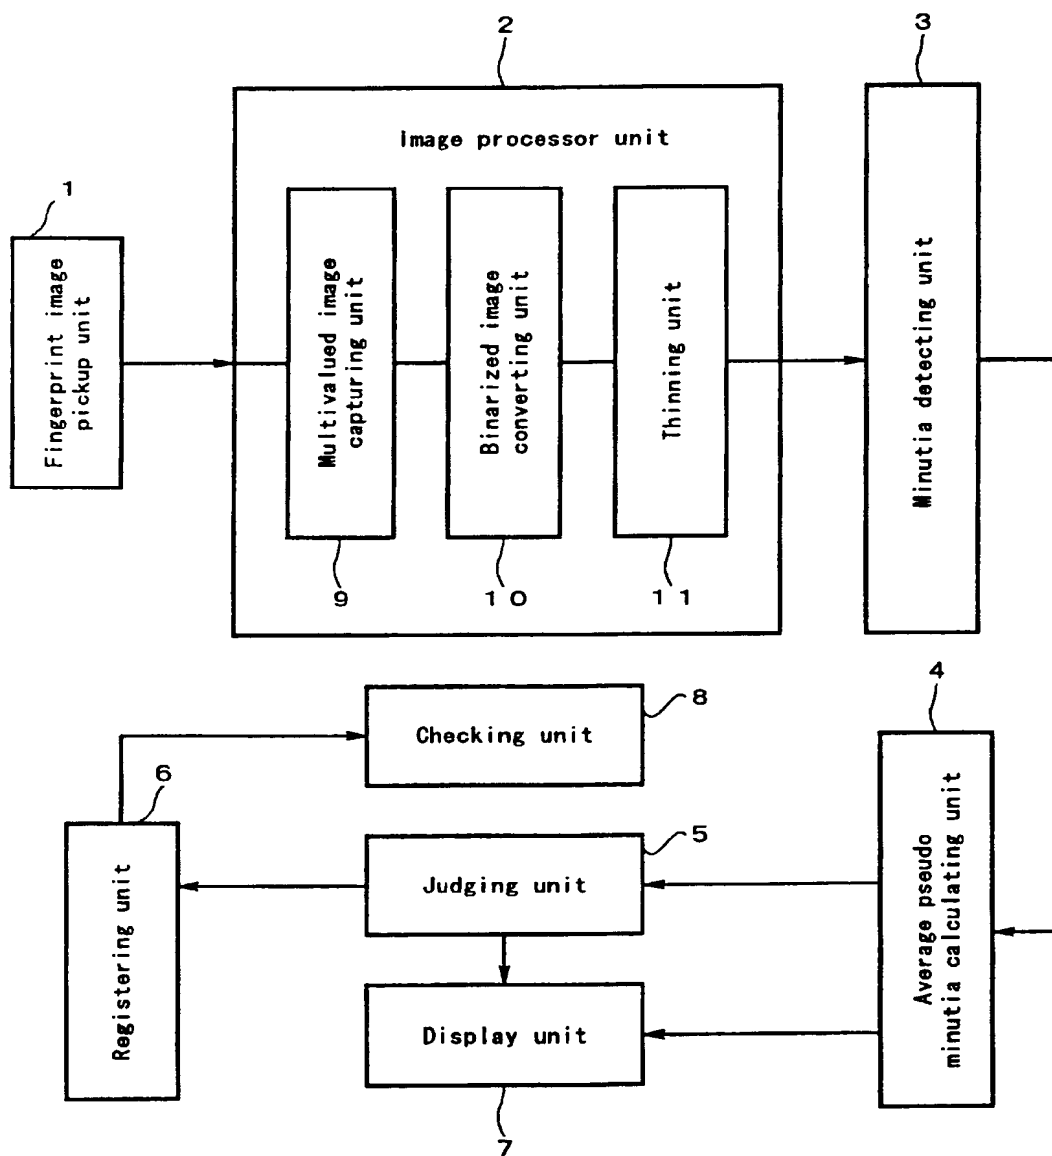 2
3
Image processor unit
1
Fingerprint image
pickup unit
Multivalued image
capturing unit
Binarized image
converting unit
Thinning unit
Minutia detecting unit
9
10
11
8
Checking unit
4
6
5
Judging unit
Registering unit
Average pseudo
minutia calculating unit
Display unit
7